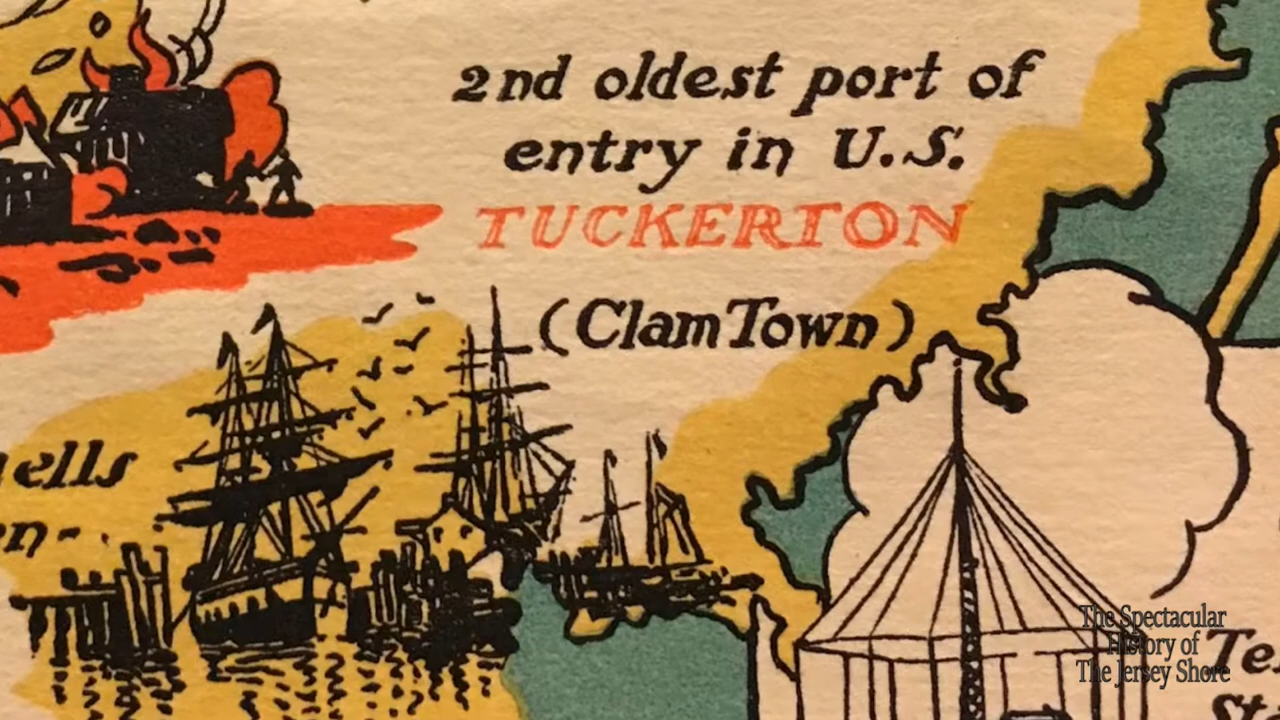 2nd oldest port of
entry in U.S.
TUCKERTON
(Clam Town)
The Spectacular
History of
The Jersey Shore